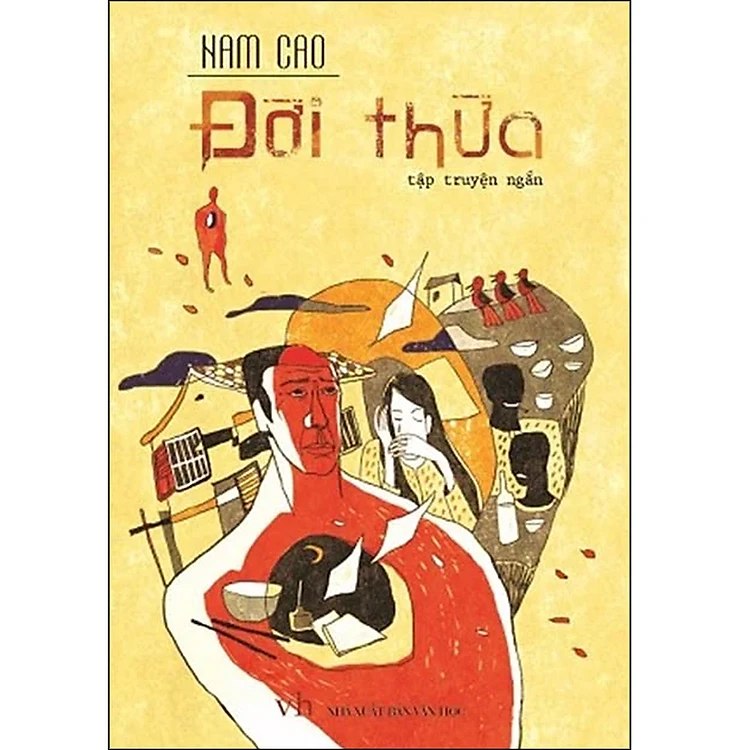 NAM CAO
Đời thừa
tập truyện ngắn
vh NHÀ XUẤT BẢN VĂN HỌC